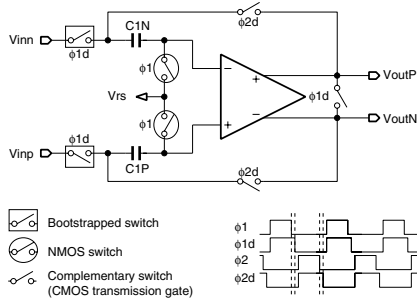 ϕ2d
Vinn
C1N
ϕ1d
ϕ1
Vrs
ϕ1
VoutP
ϕ1d
VoutN
Vinp
ϕ1d
C1P
ϕ2d
Bootstrapped switch
NMOS switch
Complementary switch
(CMOS transmission gate)
ϕ1
ϕ1d
ϕ2
ϕ2d